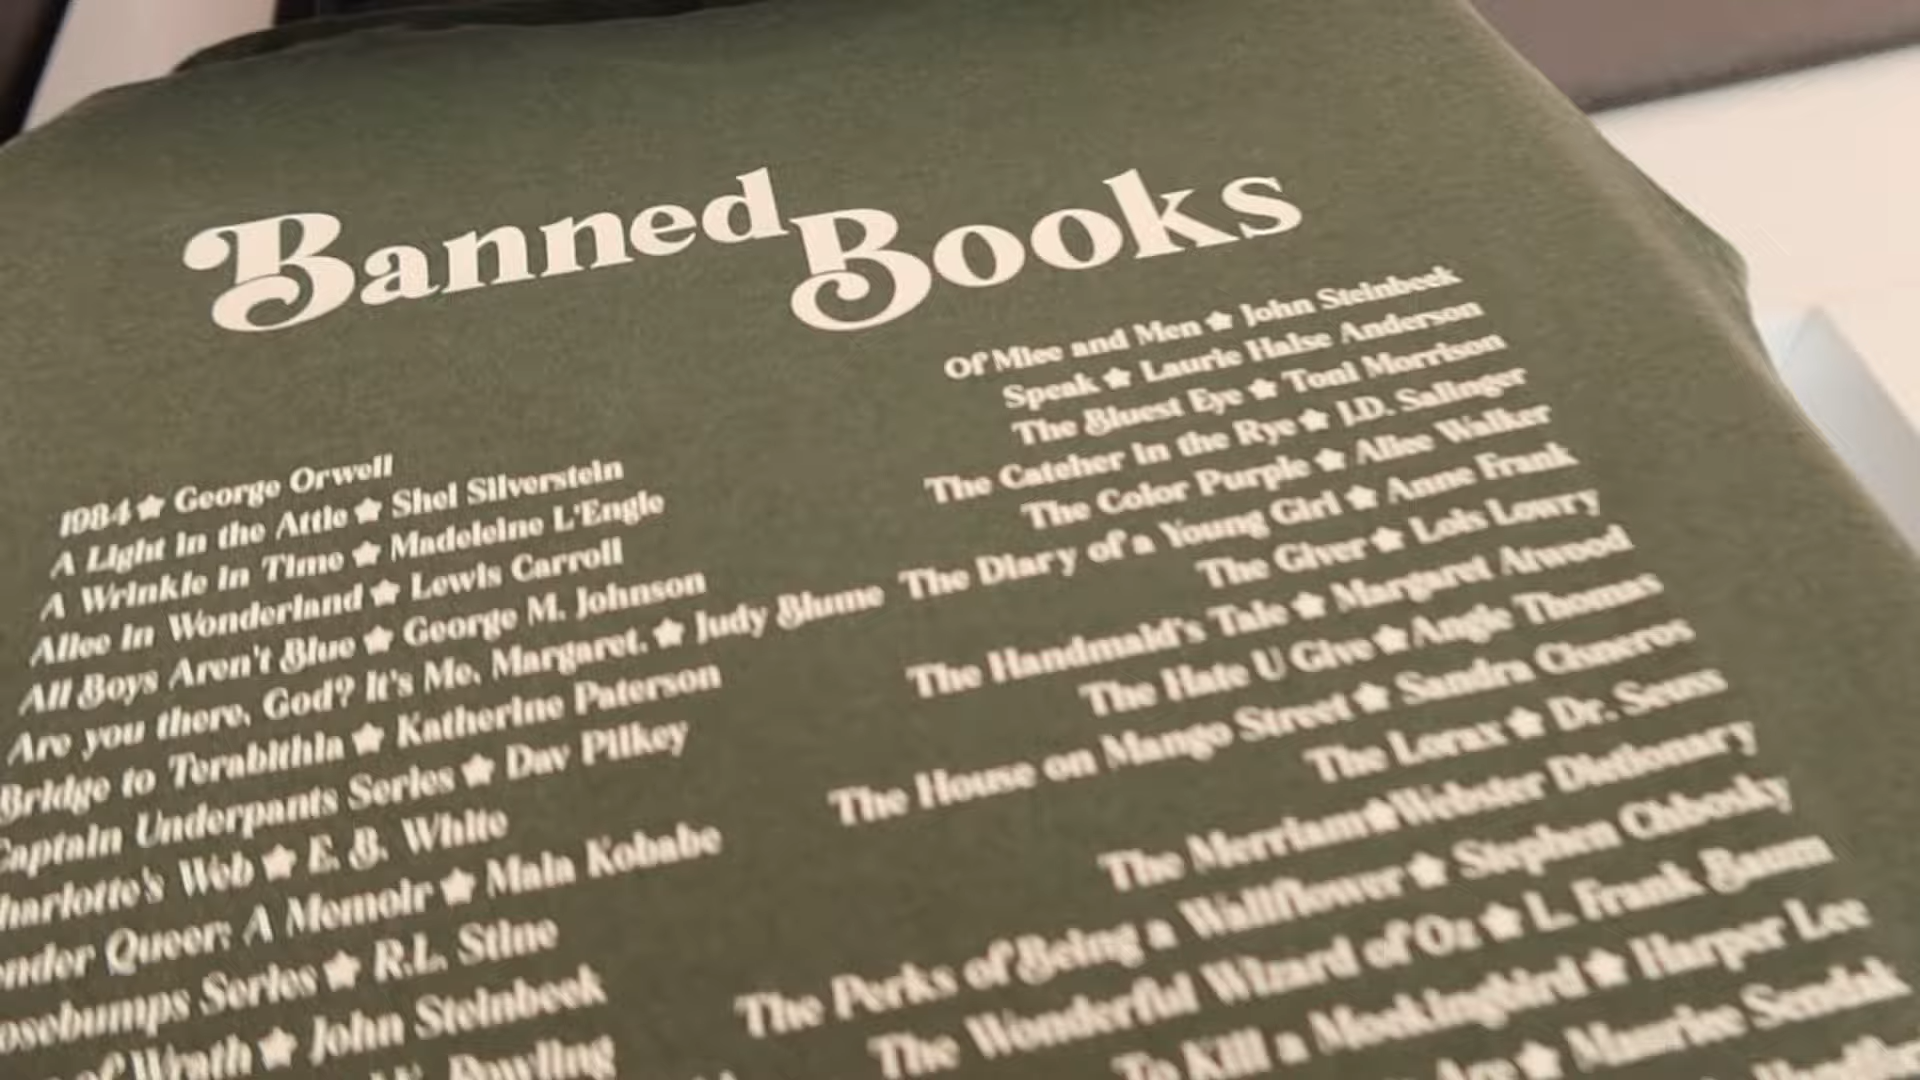 Banned Books
1984 ★ George Orwell
A Light In the Attic ★ Shel Silverstein
A Wrinkle In Time ★ Madeleine L'Engle
Alice In Wonderland ★ Lewis Carroll
All Boys Aren't Blue ★ George M. Johnson
Are you there, God? It's Me, Margaret. ★ Judy Blume
Bridge to Terabithia ★ Katherine Paterson
Captain Underpants Series ★ Dav Pilkey
harlotte's Web ★ E. B. White
nder Queer: A Memoir ★ Maia Kobabe
osebumps Series ★ R.L. Stine
of Wrath ★ John Steinbeck
Rowling
Of Mice and Men ★ John Steinbeck
Speak ★ Laurie Halse Anderson
The Bluest Eye ★ Toni Morrison
The Catcher In the Rye ★ J.D. Salinger
The Color Purple ★ Alice Walker
The Diary of a Young Girl ★ Anne Frank
The Giver ★ Lois Lowry
The Handmaid's Tale ★ Margaret Atwood
The Hate U Give ★ Angie Thomas
The House on Mango Street ★ Sandra Cisneros
The Lorax ★ Dr. Seuss
The Merriam ★ Webster Dictionary
The Perks of Being a Wallflower ★ Stephen Chbosky
The Wonderful Wizard of Oz ★ L. Frank Baum
To Kill a Mockingbird ★ Harper Lee
Are ★ Maurice Sendak